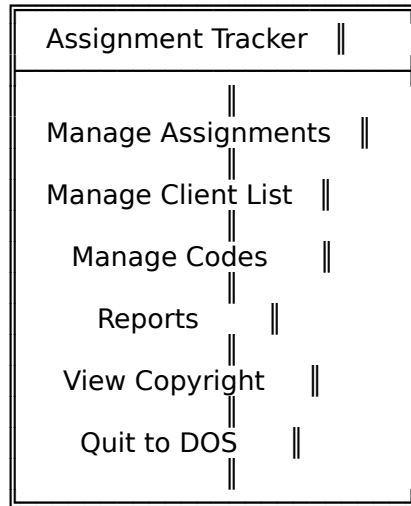 Assignment Tracker
Manage Assignments
Manage Client List
Manage Codes
Reports
View Copyright
Quit to DOS